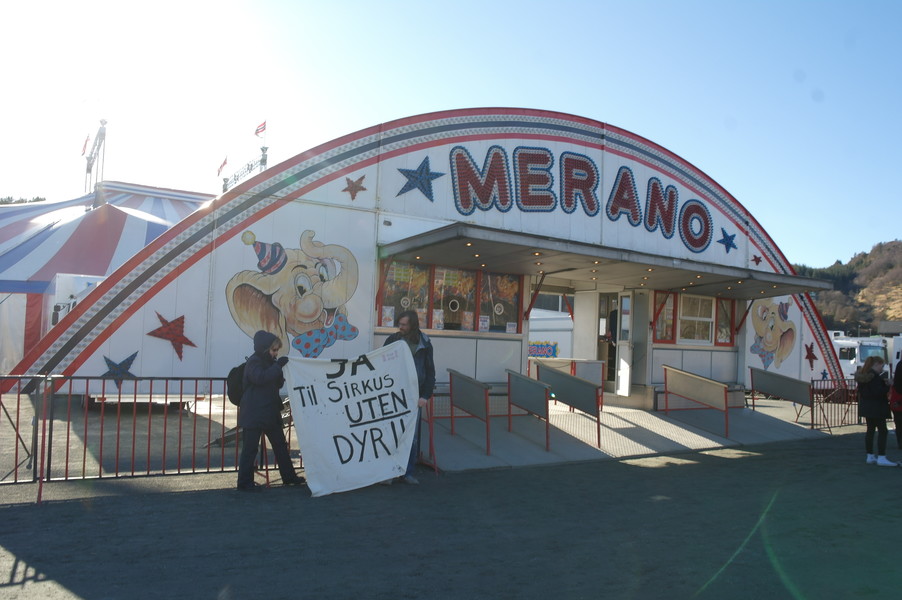 MERANO
JA
TiL SiRKUS
UTEN
DYR!!